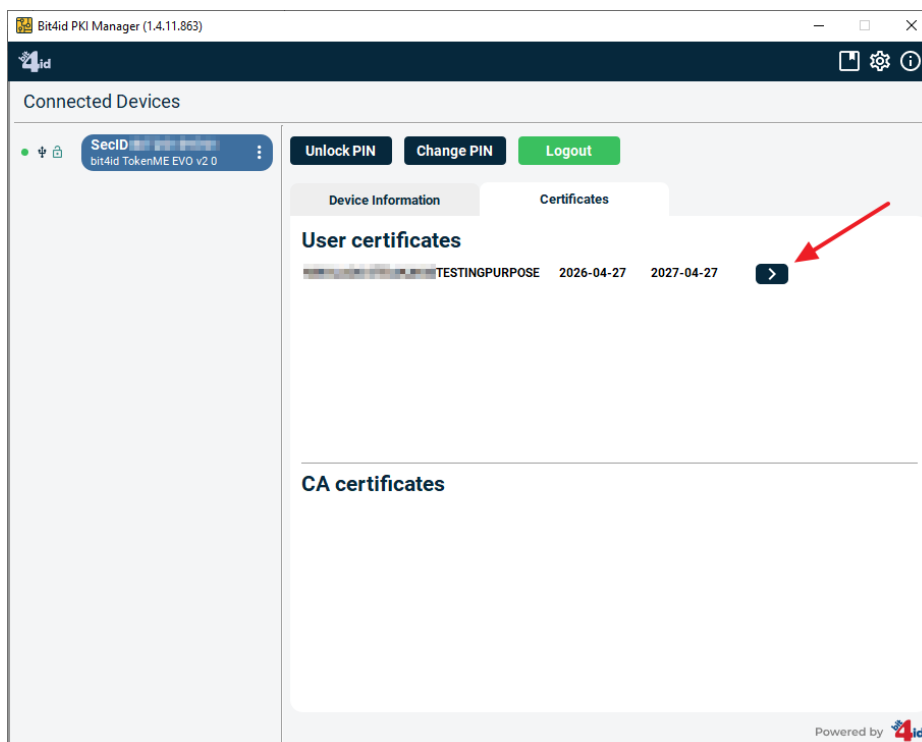 Bit4id PKI Manager (1.4.11.863)
4id
Connected Devices
SecID
bit4id TokenME EVO v2 0
Unlock PIN
Change PIN
Logout
Device Information
Certificates
User certificates
TESTINGPURPOSE 2026-04-27 2027-04-27
CA certificates
Powered by 4id